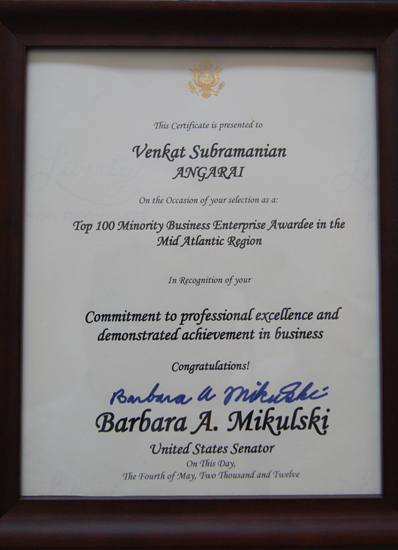 This Certificate is presented to
Venkat Subramanian
ANGARAI
On the Occasion of your selection as a:
Top 100 Minority Business Enterprise Awardee in the
Mid Atlantic Region
In Recognition of your
Commitment to professional excellence and
demonstrated achievement in business
Congratulations!
Barbara A Mikulski
Barbara A. Mikulski
United States Senator
On This Day,
The Fourth of May, Two Thousand and Twelve